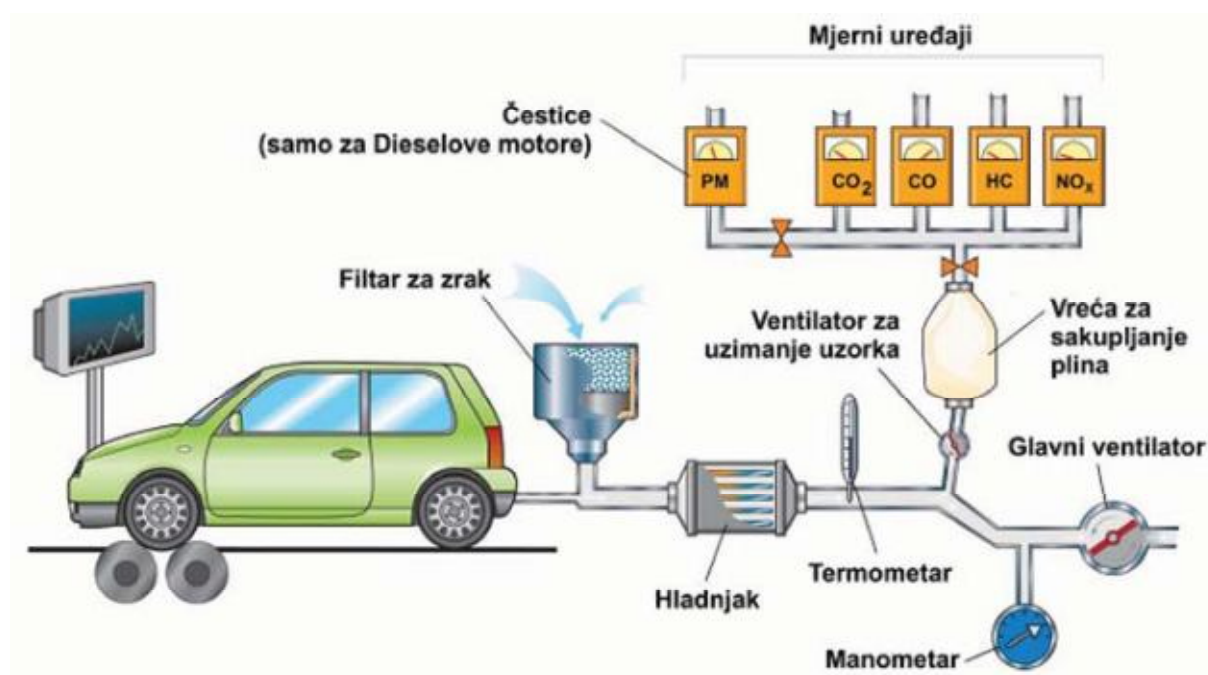 Mjerni uređaji
Čestice
(samo za Dieselove motore)
PM
CO₂
CO
HC
NOₓ
Filtar za zrak
Ventilator za
uzimanje uzorka
Vreća za
sakupljanje
plina
Glavni ventilator
Termometar
Hladnjak
Manometar